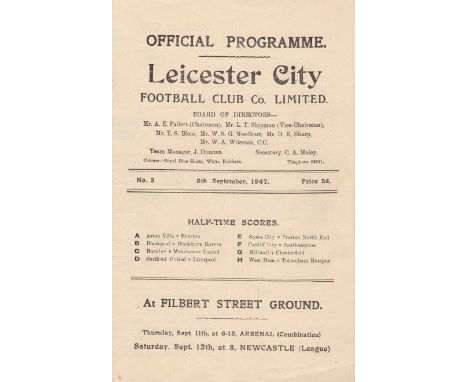 OFFICIAL PROGRAMME.
Leicester City
FOOTBALL CLUB Co. LIMITED.
BOARD OF DIRECTORS—
Mr. A. E. Pallett (Chairman), Mr. L. T. Shipman (Vice-Chairman),
Mr. T. S. Bloor, Mr. W. S. G. Needham, Mr. D. E. Sharp,
Mr. W. A. Wileman, C.C.
Team Manager, J. Duncan. Secretary, C. A. Maley.
Colours—Royal Blue Shirts, White Knickers. Telephone
No. 3 8th September, 1947. Price 2d.
HALF-TIME SCORES.
A Aston Villa v Everton E Stoke City v Preston North End
B Blackpool v Blackburn Rovers F Cardiff City v Southampton
C Burnley v Manchester United G Millwall v Chesterfield
D Sheffield United v Liverpool H West Ham v Tottenham Hotspur
At FILBERT STREET GROUND.
Thursday, Sept. 11th, at 6-15, ARSENAL (Combination)
Saturday, Sept. 13th, at 3, NEWCASTLE (League)